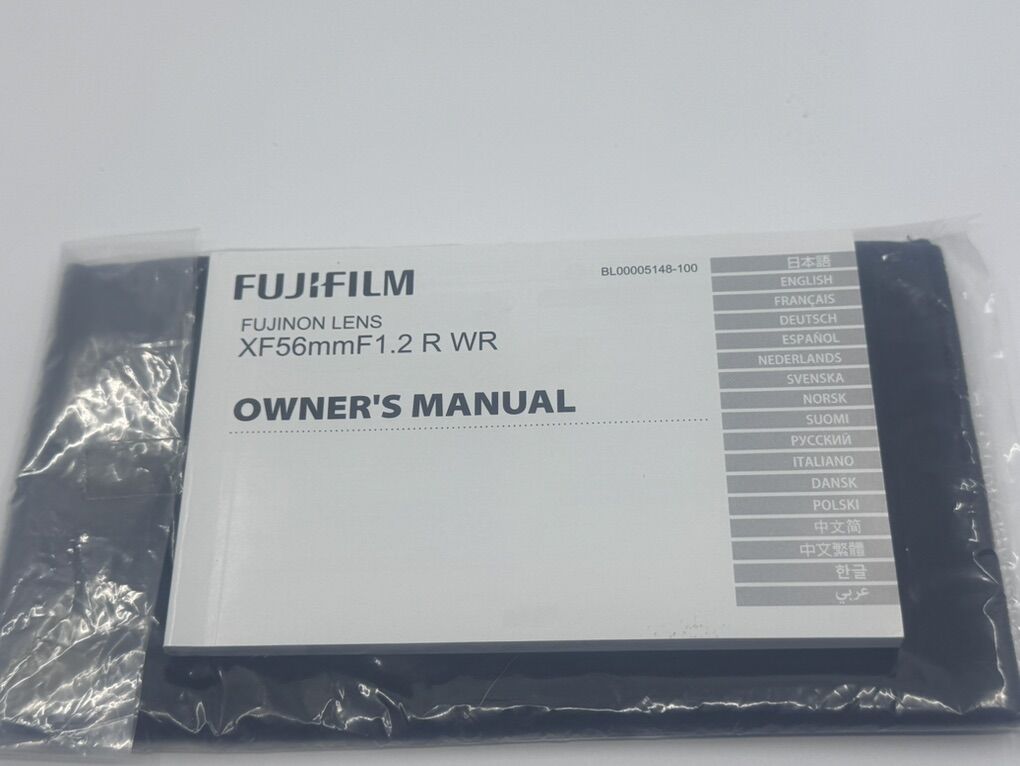 FUJIFILM
BL00005148-100
FUJINON LENS
XF56mmF1.2 R WR
OWNER'S MANUAL
日本語
ENGLISH
FRANÇAIS
DEUTSCH
ESPAÑOL
NEDERLANDS
SVENSKA
NORSK
SUOMI
РУССКИЙ
ITALIANO
DANSK
POLSKI
中文简
中文繁體
한글
عربي